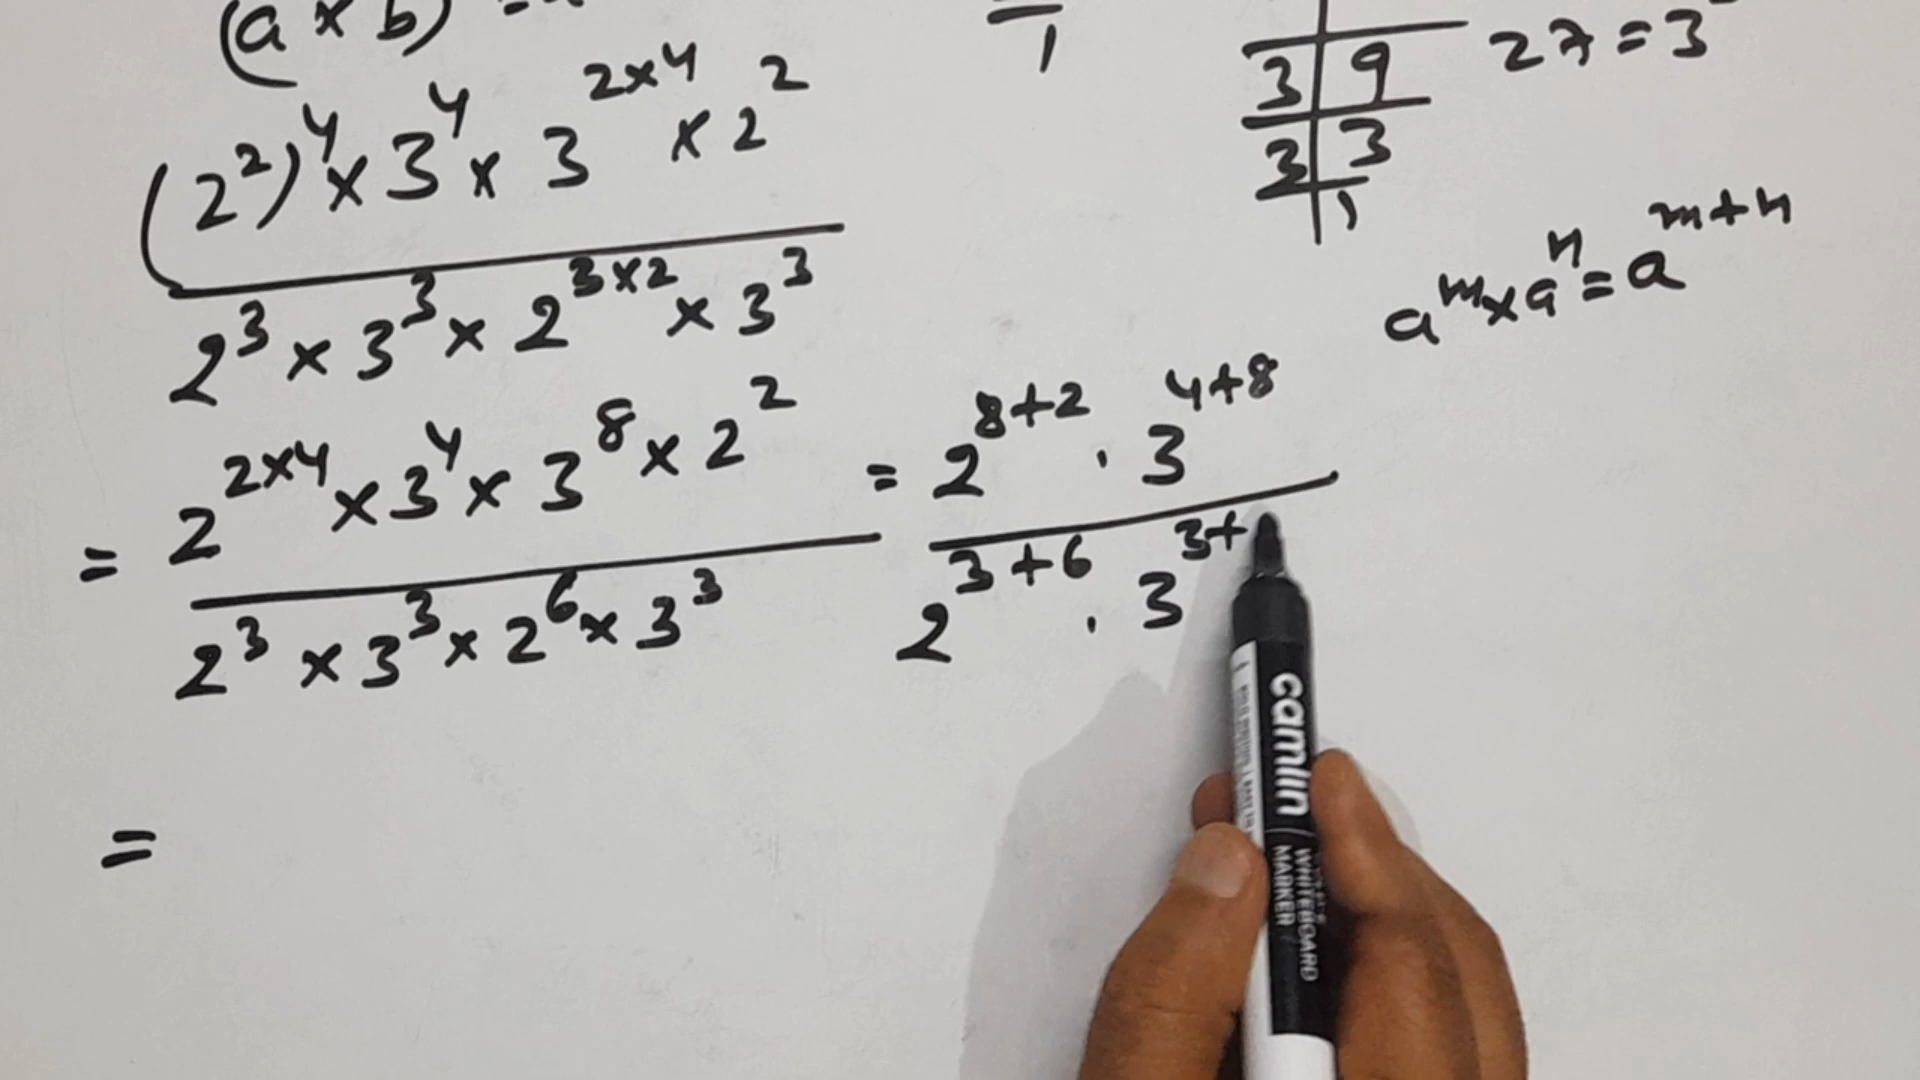 (a × b) =
1
27 = 3
3 | 9
3 | 3
1
(2²)⁴ × 3⁴ × 3^{2×4} × 2²
2³ × 3³ × 2^{3×2} × 3³
a^m × a^n = a^{m+n}
= 2^{2×4} × 3⁴ × 3⁸ × 2² = 2^{8+2} . 3^{4+8}
2³ × 3³ × 2⁶ × 3³ 2^{3+6} . 3^{3+
=
camlin
WHITEBOARD
MARKER